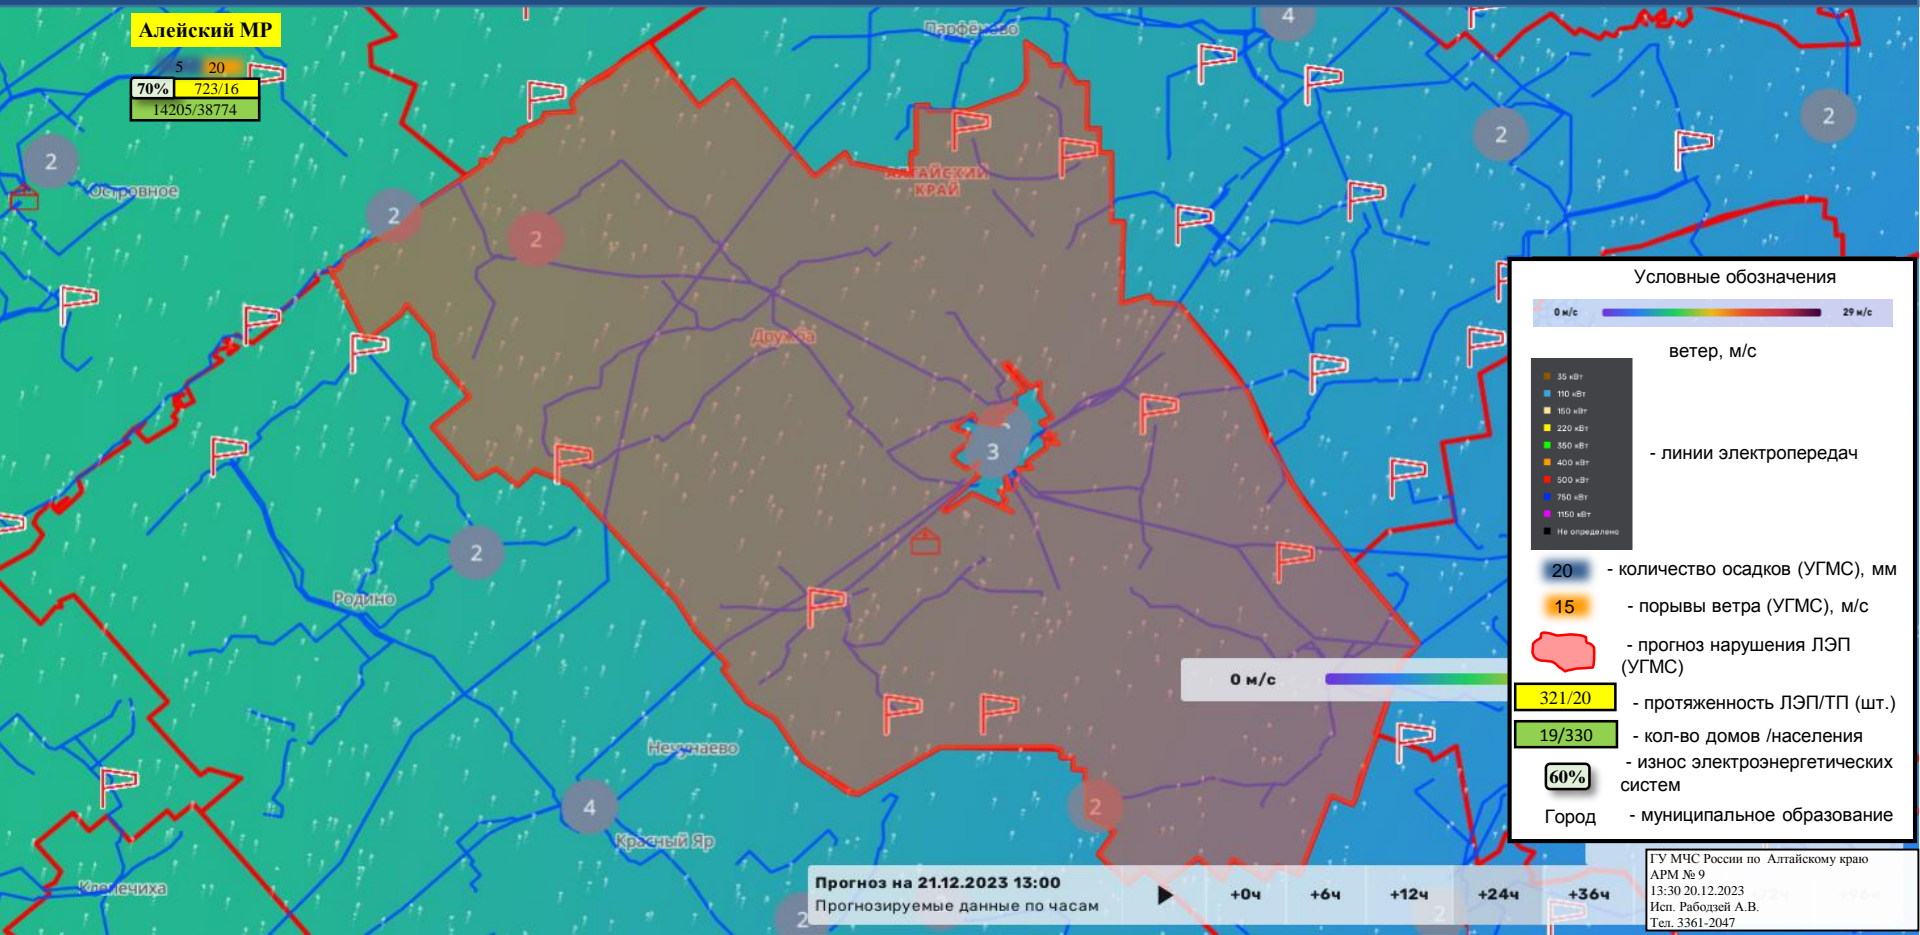 Алейский МР
5 20
70% 723/16
14205/38774
Парфёново
4
2
2
2
Островное
2
2
АЛТАЙСКИЙ
КРАЙ
Дружба
3
2
Родино
Нечунаево
4
Красный Яр
2
Клепечиха
2
2
0 м/с
Условные обозначения
0 м/с 29 м/с
ветер, м/с
35 кВт
110 кВт
150 кВт
220 кВт
350 кВт
400 кВт
500 кВт
750 кВт
1150 кВт
Не определено
- линии электропередач
20 - количество осадков (УГМС), мм
15 - порывы ветра (УГМС), м/с
- прогноз нарушения ЛЭП
(УГМС)
321/20 - протяженность ЛЭП/ТП (шт.)
19/330 - кол-во домов /населения
60% - износ электроэнергетических
систем
Город - муниципальное образование
Прогноз на 21.12.2023 13:00
Прогнозируемые данные по часам
+0ч +6ч +12ч +24ч +36ч
ГУ МЧС России по Алтайскому краю
АРМ № 9
13:30 20.12.2023
Исп. Рабодзей А.В.
Тел. 3361-2047